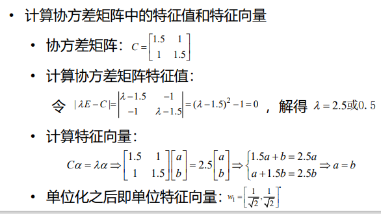 • 计算协方差矩阵中的特征值和特征向量
• 协方差矩阵：C=[1.5 1; 1 1.5]
• 计算协方差矩阵特征值：
令 |λE-C|=|λ-1.5 -1; -1 λ-1.5|=(λ-1.5)²-1=0 ，解得 λ=2.5或0.5
• 计算特征向量：
Cα=λα⇒[1.5 1; 1 1.5][a; b]=2.5[a; b]⇒{1.5a+b=2.5a; a+1.5b=2.5b⇒a=b
• 单位化之后即单位特征向量：w₁=[1/√2, 1/√2]